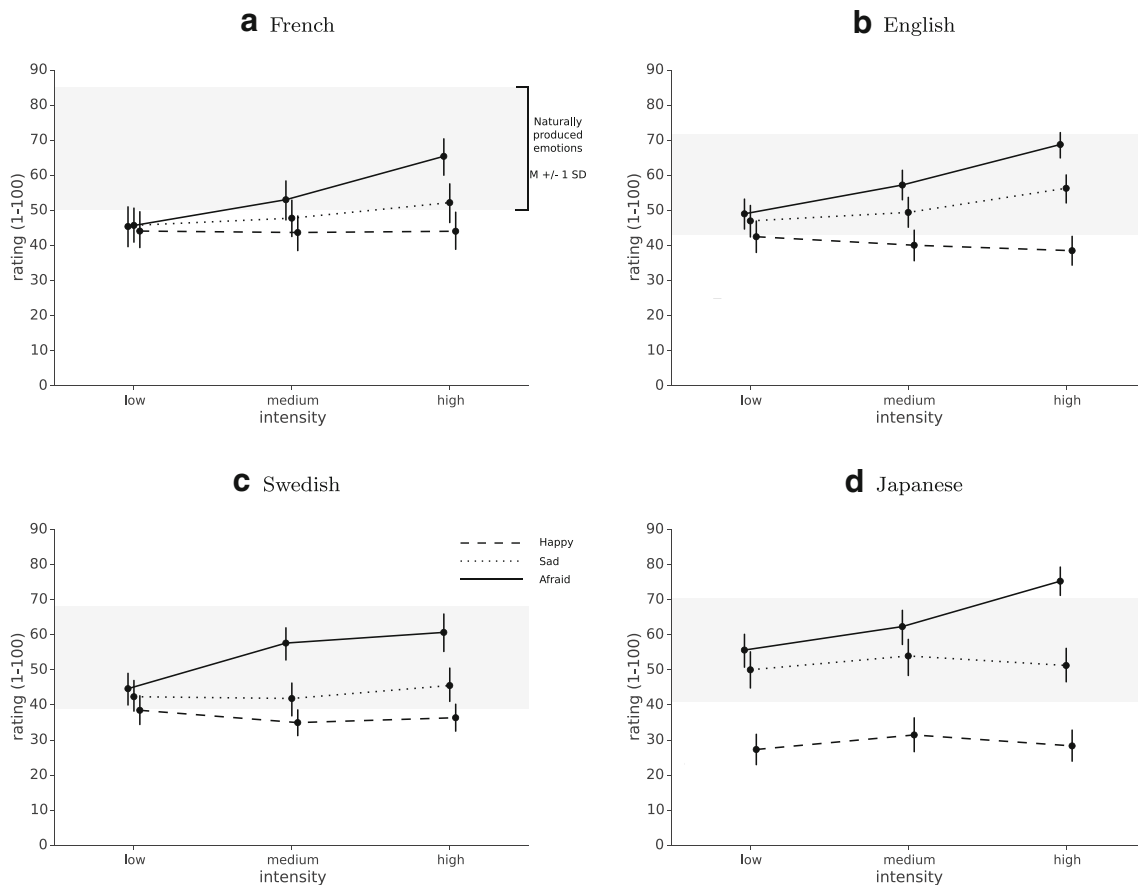 a French
90
80
70
60
50
40
30
20
10
0
rating (1-100)
low medium high
intensity
Naturally
produced
emotions
M +/- 1 SD
b English
90
80
70
60
50
40
30
20
10
0
rating (1-100)
low medium high
intensity
c Swedish
90
80
70
60
50
40
30
20
10
0
rating (1-100)
low medium high
intensity
Happy
Sad
Afraid
d Japanese
90
80
70
60
50
40
30
20
10
0
rating (1-100)
low medium high
intensity